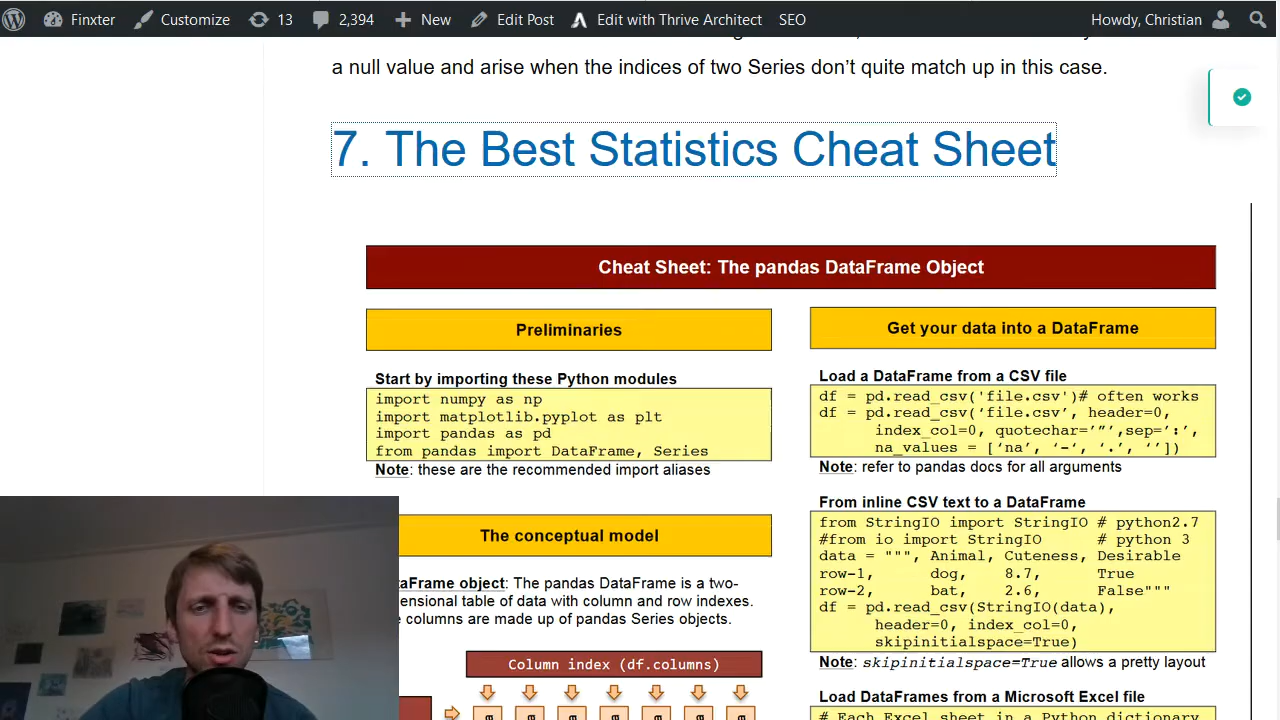 Finxter Customize 13 2,394 New Edit Post Edit with Thrive Architect SEO Howdy, Christian
a null value and arise when the indices of two Series don’t quite match up in this case.
7. The Best Statistics Cheat Sheet
Cheat Sheet: The pandas DataFrame Object
Preliminaries
Start by importing these Python modules
import numpy as np
import matplotlib.pyplot as plt
import pandas as pd
from pandas import DataFrame, Series
Note: these are the recommended import aliases
The conceptual model
aFrame object: The pandas DataFrame is a two-
ensional table of data with column and row indexes.
columns are made up of pandas Series objects.
Column index (df.columns)
Get your data into a DataFrame
Load a DataFrame from a CSV file
df = pd.read_csv('file.csv')# often works
df = pd.read_csv(‘file.csv’, header=0,
index_col=0, quotechar=’”’,sep=’:’,
na_values = [‘na’, ‘-‘, ‘.’, ‘’])
Note: refer to pandas docs for all arguments
From inline CSV text to a DataFrame
from StringIO import StringIO # python2.7
#from io import StringIO # python 3
data = """, Animal, Cuteness, Desirable
row-1, dog, 8.7, True
row-2, bat, 2.6, False"""
df = pd.read_csv(StringIO(data),
header=0, index_col=0,
skipinitialspace=True)
Note: skipinitialspace=True allows a pretty layout
Load DataFrames from a Microsoft Excel file
# Each Excel sheet in a Python dictionary